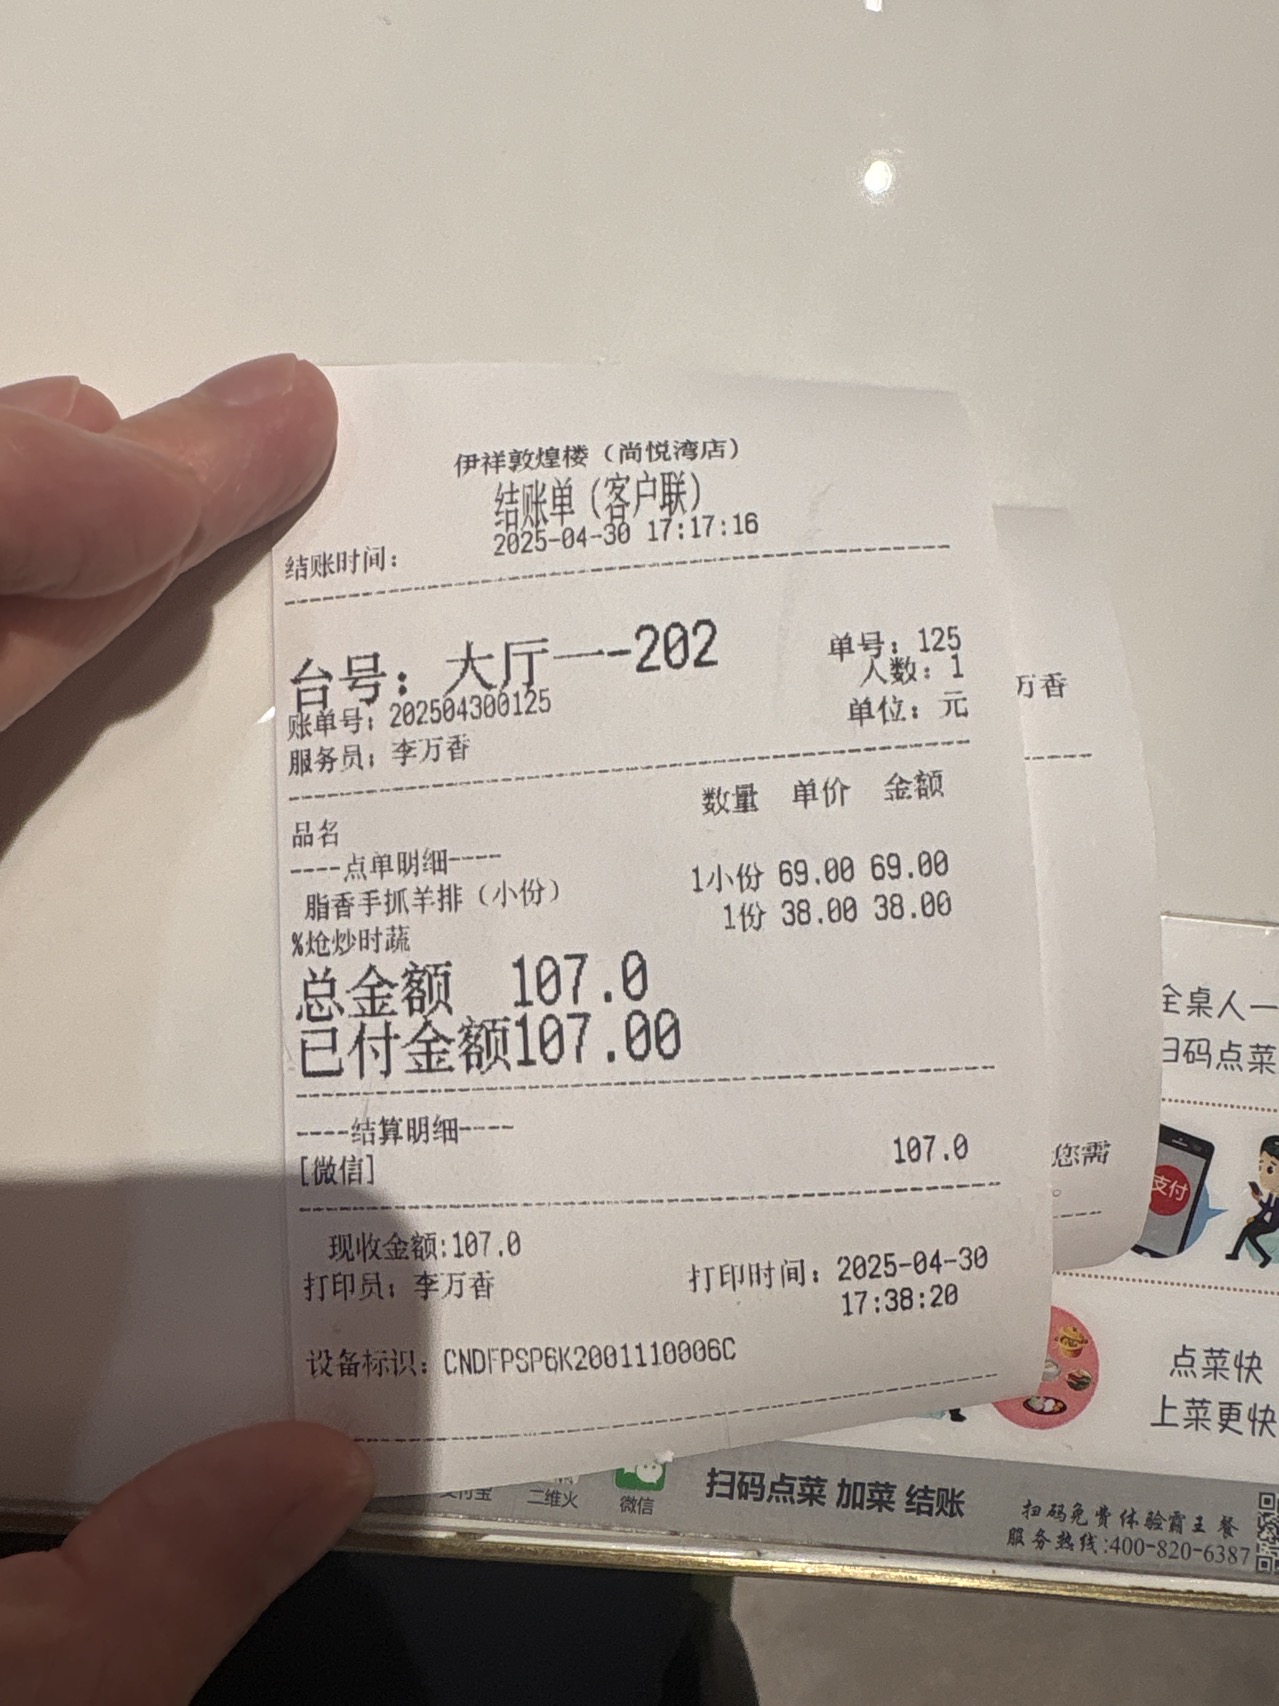 伊祥敦煌楼（尚悦湾店）
结账单（客户联）
结账时间： 2025-04-30 17:17:16
台号：大厅一-202
单号：125
人数：1
账单号：202504300125
单位：元
服务员：李万香
数量 单价 金额
品名
----点单明细----
脂香手抓羊排（小份） 1小份 69.00 69.00
%炝炒时蔬 1份 38.00 38.00
总金额 107.0
已付金额107.00
----结算明细----
[微信] 107.0
现收金额:107.0
打印员：李万香 打印时间：2025-04-30
17:38:20
设备标识：CNDFPSP6K2001110006C
万香
您需
全桌人一
扫码点菜
支付
点菜快
上菜更快
支付宝
二维火
微信
扫码点菜 加菜 结账
扫码免费体验霸王餐
服务热线:400-820-6387